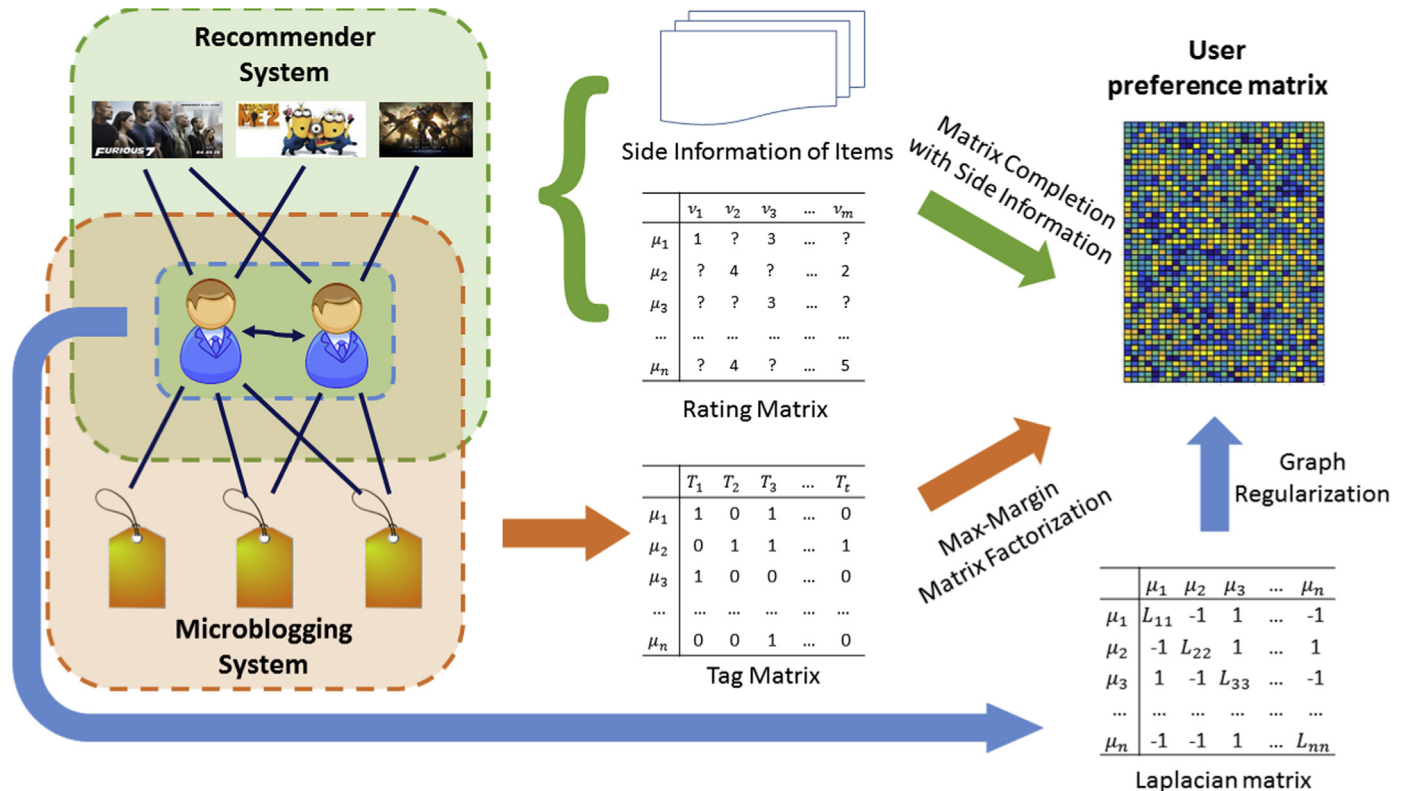 Recommender
System
FURIOUS 7
ME 2
Side Information of Items
ν1 ν2 ν3 ... νm
μ1 1 ? 3 ... ?
μ2 ? 4 ? ... 2
μ3 ? ? 3 ... ?
... ... ... ... ... ...
μn ? 4 ? ... 5
Rating Matrix
T1 T2 T3 ... Tt
μ1 1 0 1 ... 0
μ2 0 1 1 ... 1
μ3 1 0 0 ... 0
... ... ... ... ... ...
μn 0 0 1 ... 0
Tag Matrix
Microblogging
System
Matrix Completion
with Side Information
Max-Margin
Matrix Factorization
User
preference matrix
Graph
Regularization
μ1 μ2 μ3 ... μn
μ1 L11 -1 1 ... -1
μ2 -1 L22 1 ... 1
μ3 1 -1 L33 ... -1
... ... ... ... ... ...
μn -1 -1 1 ... Lnn
Laplacian matrix